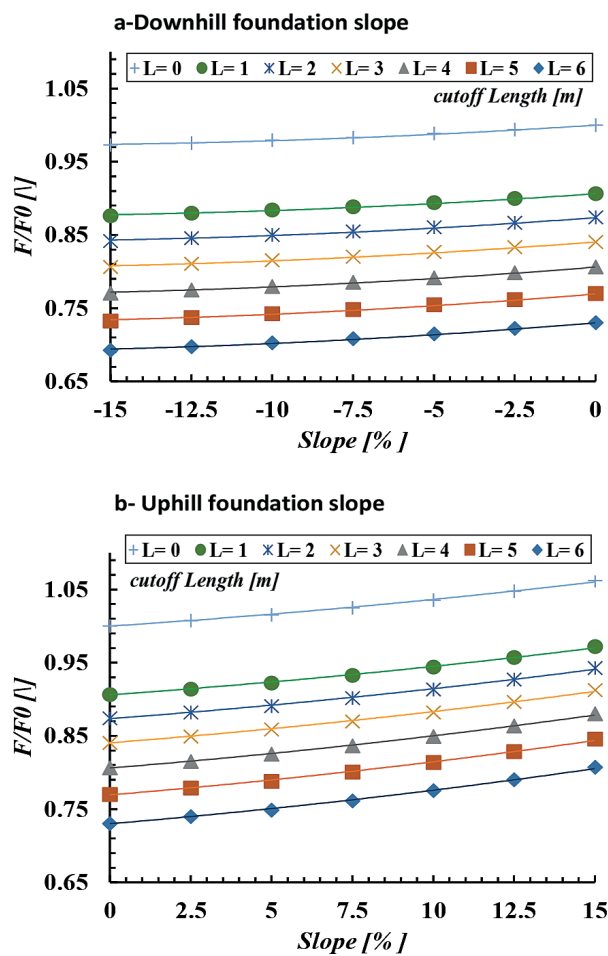 a-Downhill foundation slope
L= 0 L= 1 L= 2 L= 3 L= 4 L= 5 L= 6
cutoff Length [m]
1.05
0.95
0.85
0.75
0.65
F/F0 [\]
-15 -12.5 -10 -7.5 -5 -2.5 0
Slope [% ]
b- Uphill foundation slope
L= 0 L= 1 L= 2 L= 3 L= 4 L= 5 L= 6
cutoff Length [m]
1.05
0.95
0.85
0.75
0.65
F/F0 [\]
0 2.5 5 7.5 10 12.5 15
Slope [% ]